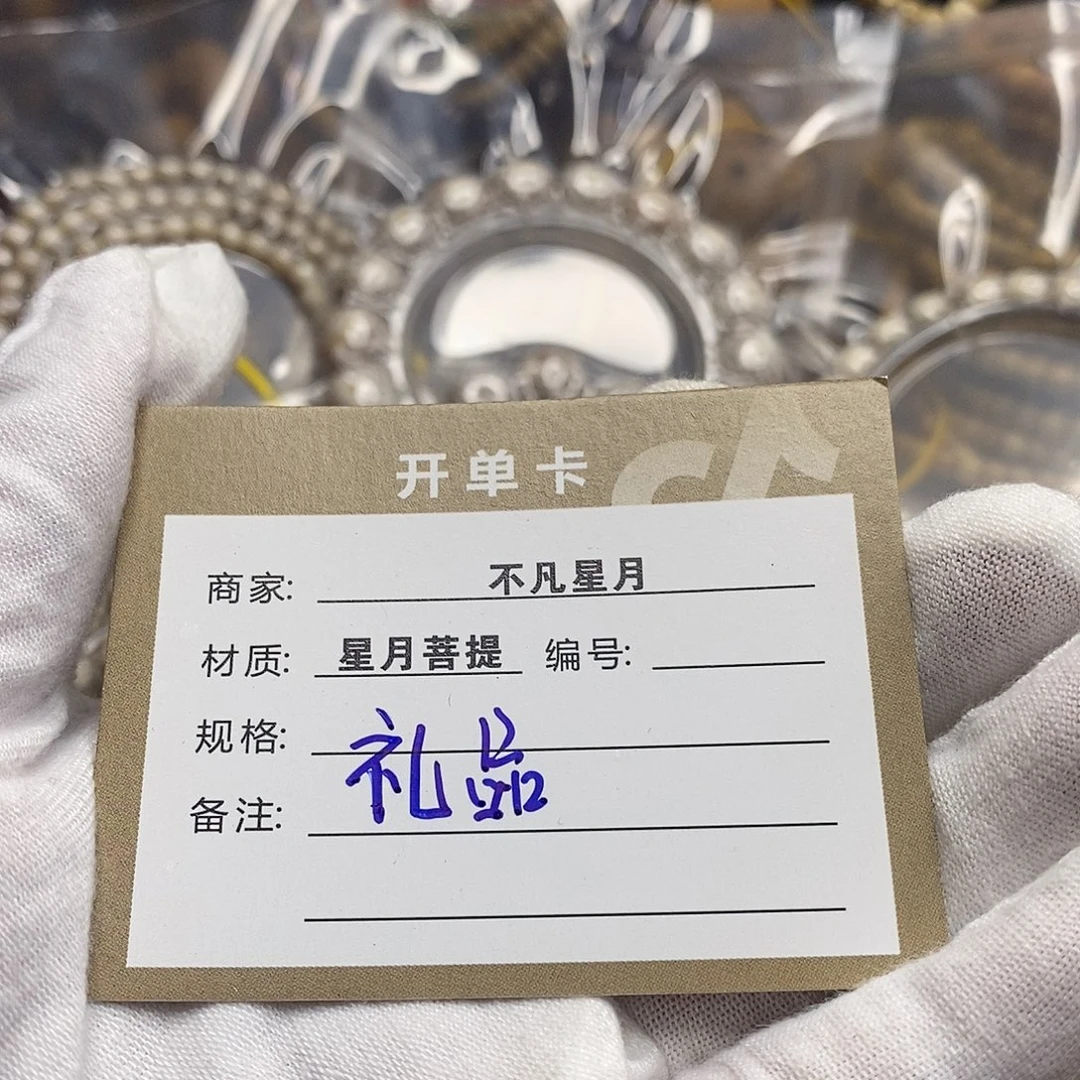 开单卡
商家: 不凡星月
材质: 星月菩提 编号:
规格:
礼品
备注: